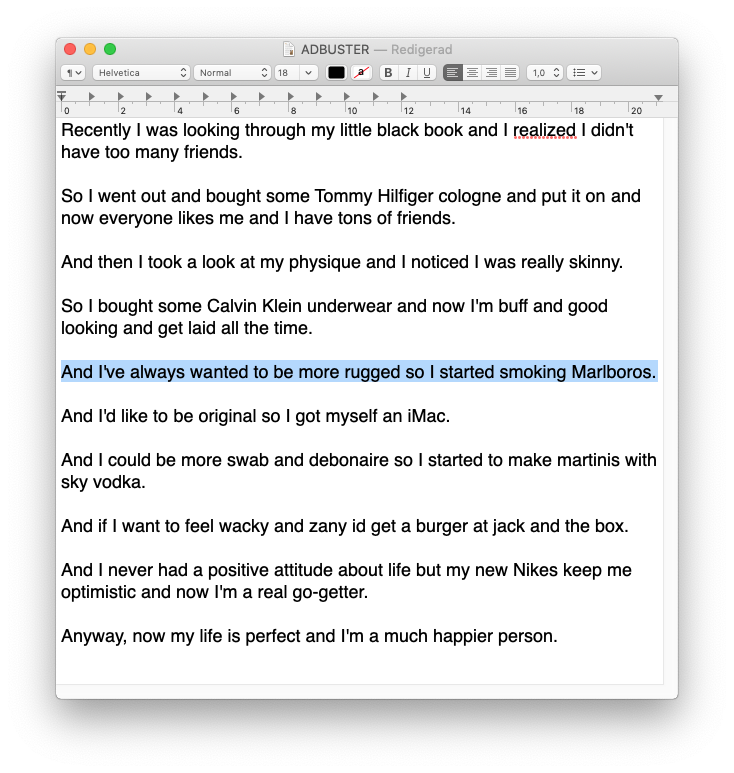 ADBUSTER — Redigerad
¶ Helvetica Normal 18 a B I U 1,0
0 2 4 6 8 10 12 14 16 18 20
Recently I was looking through my little black book and I realized I didn't
have too many friends.
So I went out and bought some Tommy Hilfiger cologne and put it on and
now everyone likes me and I have tons of friends.
And then I took a look at my physique and I noticed I was really skinny.
So I bought some Calvin Klein underwear and now I'm buff and good
looking and get laid all the time.
And I've always wanted to be more rugged so I started smoking Marlboros.
And I'd like to be original so I got myself an iMac.
And I could be more swab and debonaire so I started to make martinis with
sky vodka.
And if I want to feel wacky and zany id get a burger at jack and the box.
And I never had a positive attitude about life but my new Nikes keep me
optimistic and now I'm a real go-getter.
Anyway, now my life is perfect and I'm a much happier person.